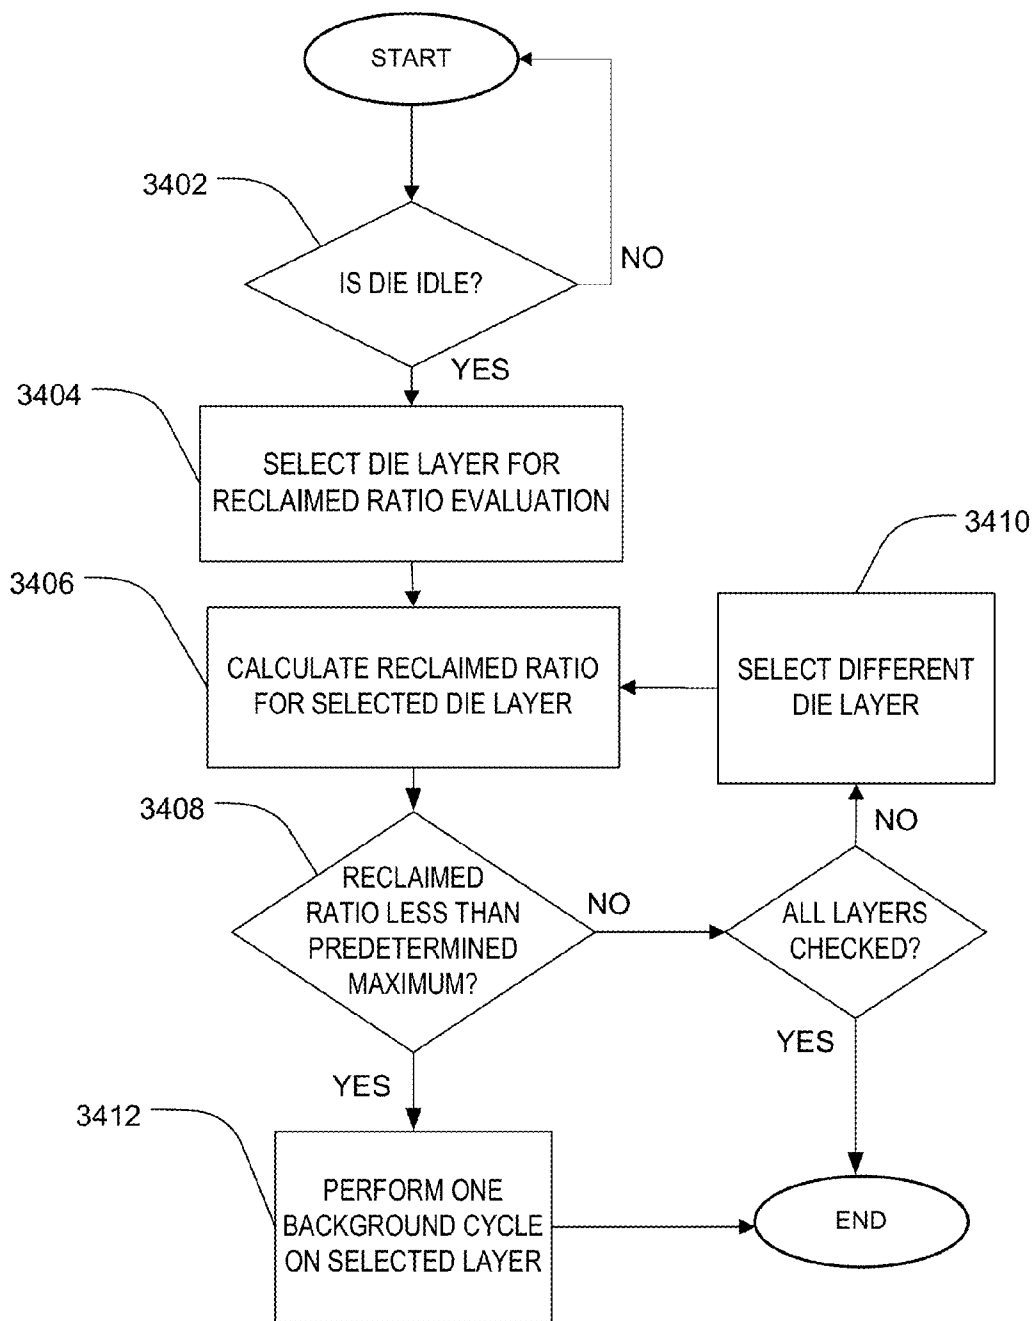 START
3402
IS DIE IDLE?
NO
YES
3404
SELECT DIE LAYER FOR
RECLAIMED RATIO EVALUATION
3410
3406
CALCULATE RECLAIMED RATIO
FOR SELECTED DIE LAYER
SELECT DIFFERENT
DIE LAYER
3408
NO
RECLAIMED
RATIO LESS THAN
PREDETERMINED
MAXIMUM?
NO
ALL LAYERS
CHECKED?
YES
YES
3412
PERFORM ONE
BACKGROUND CYCLE
ON SELECTED LAYER
END